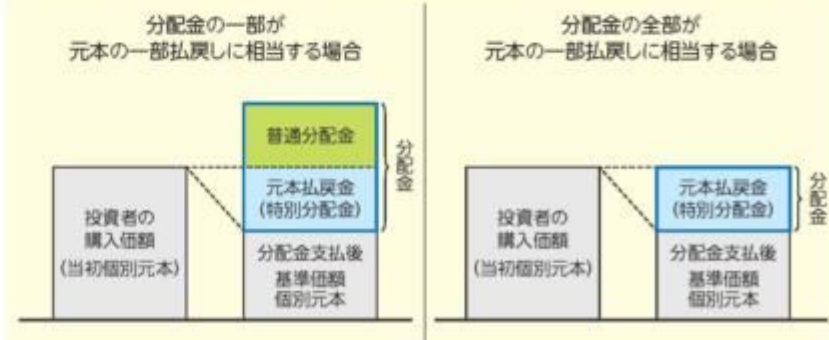 分配金の一部が
元本の一部払戻しに相当する場合
普通分配金
元本払戻金
(特別分配金)
分配金
投資者の
購入価額
(当初個別元本)
分配金支払後
基準価額
個別元本
分配金の全部が
元本の一部払戻しに相当する場合
元本払戻金
(特別分配金)
分配金
投資者の
購入価額
(当初個別元本)
分配金支払後
基準価額
個別元本